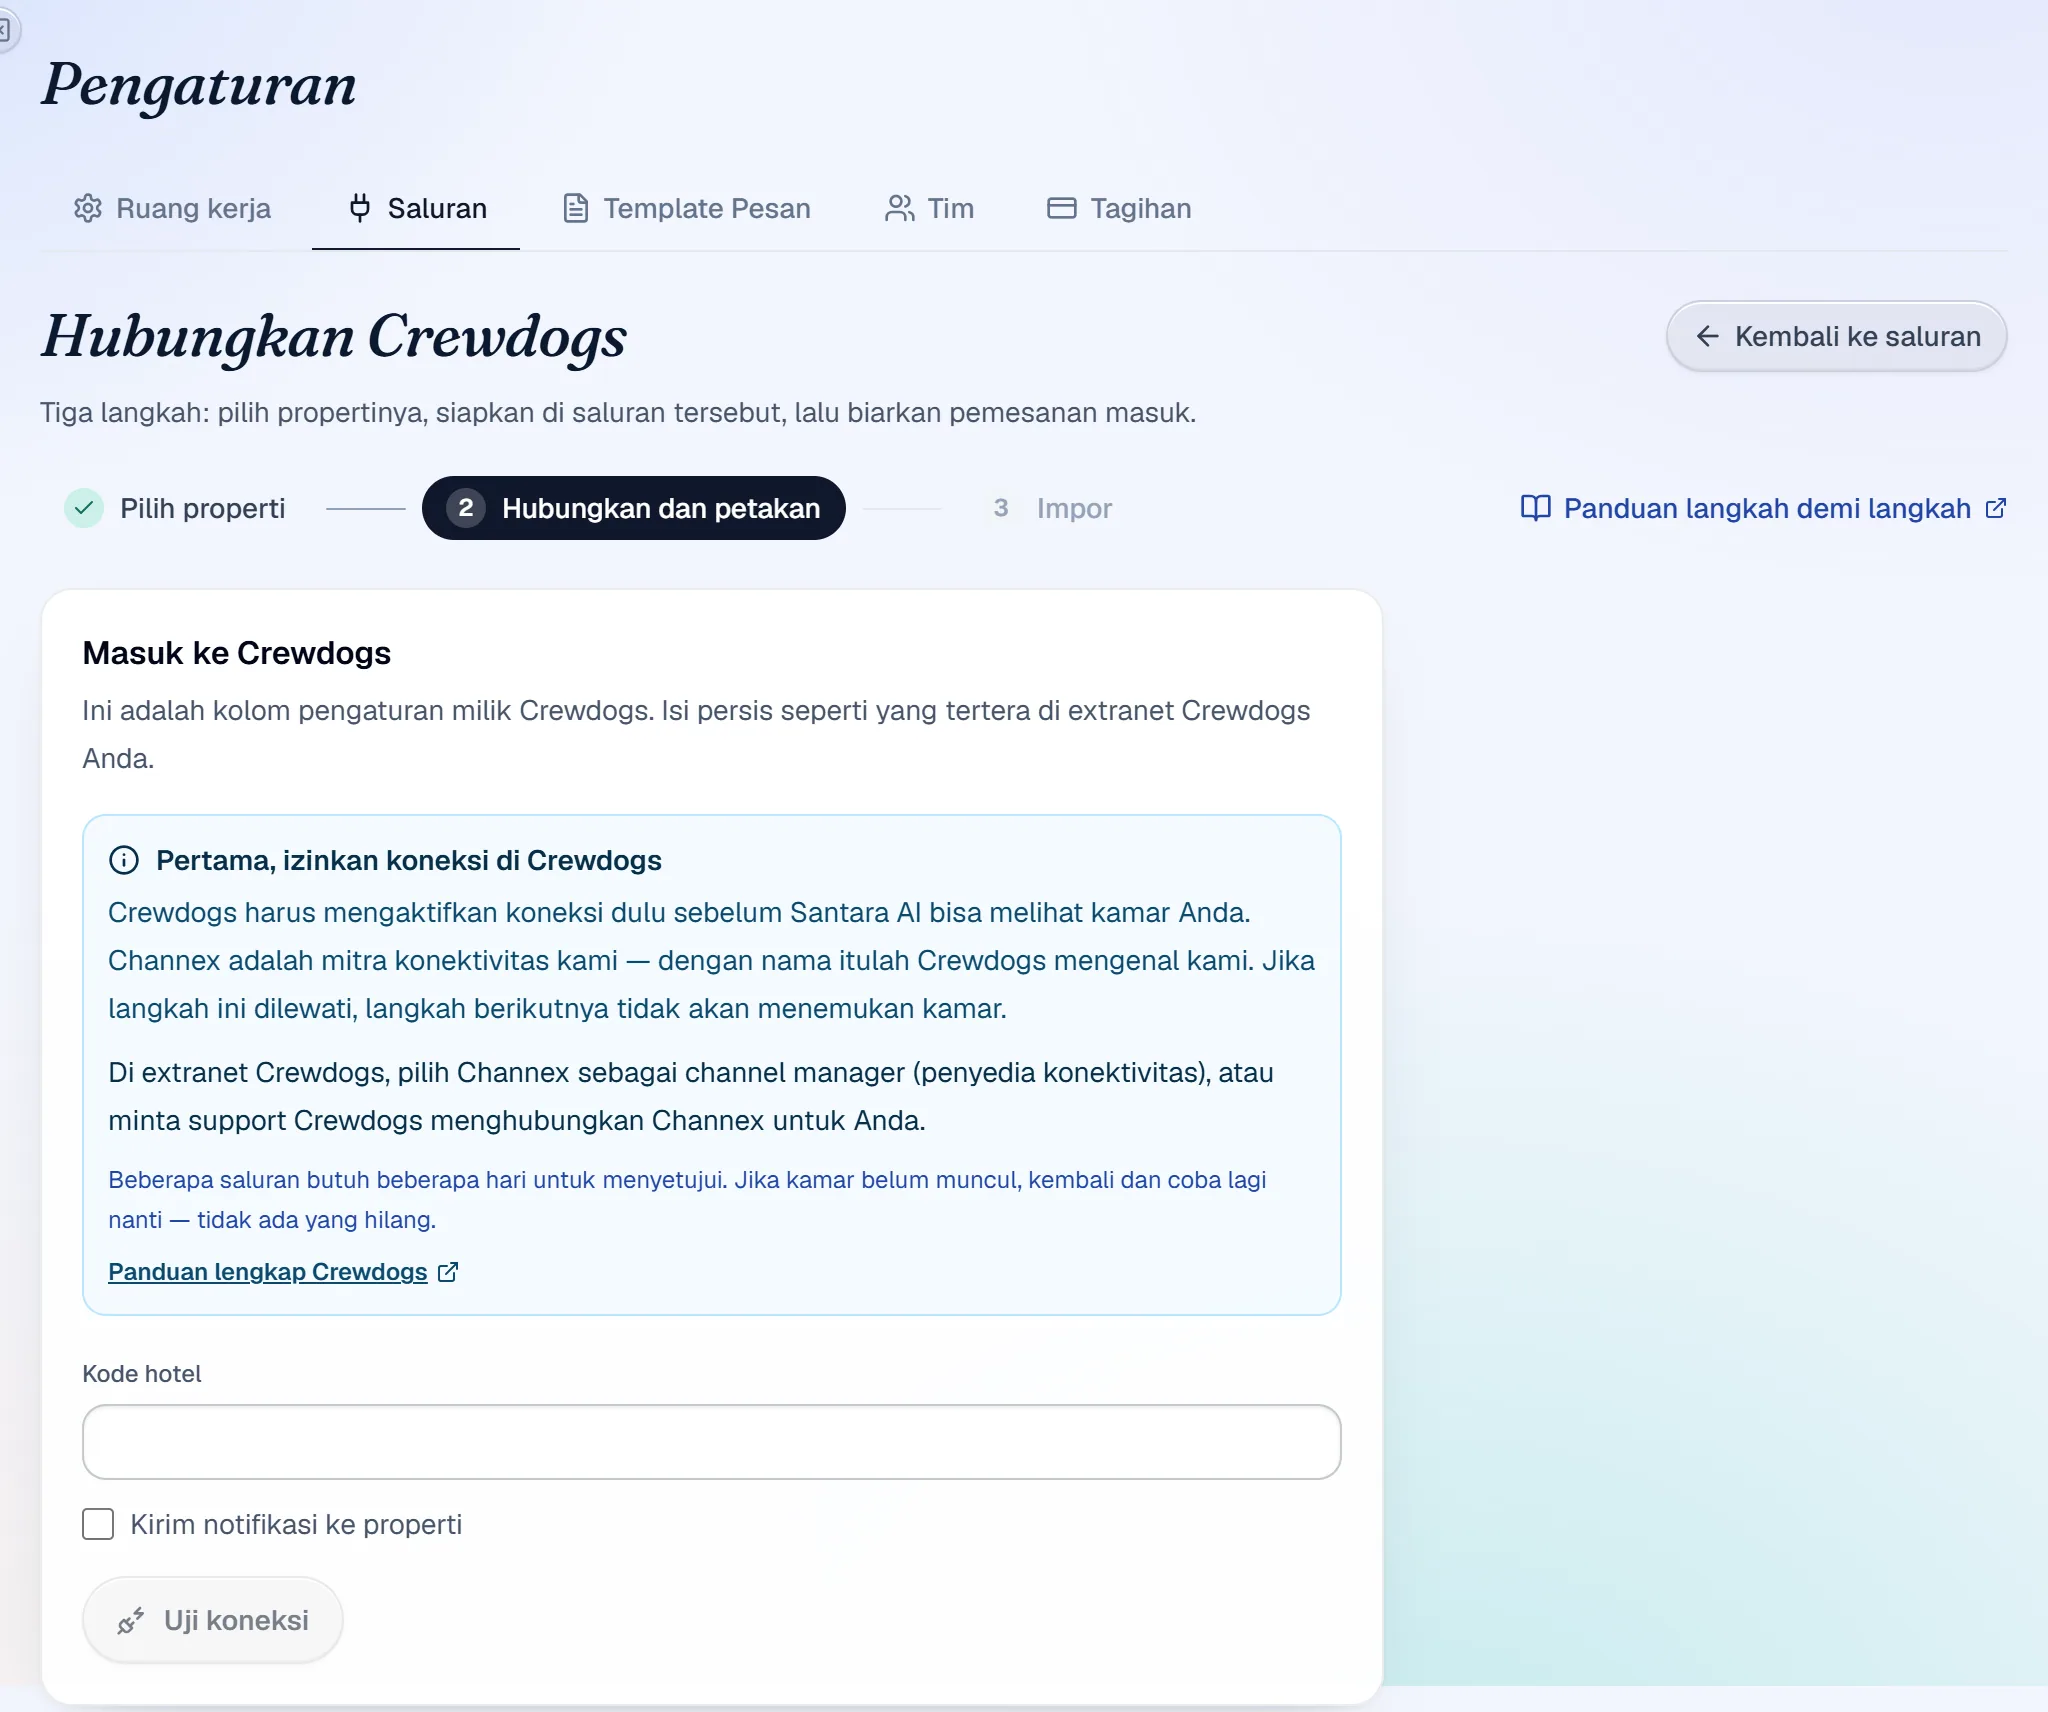 Pengaturan
Ruang kerja
Saluran
Template Pesan
Tim
Tagihan
Hubungkan Crewdogs
Kembali ke saluran
Tiga langkah: pilih propertinya, siapkan di saluran tersebut, lalu biarkan pemesanan masuk.
Pilih properti
2 Hubungkan dan petakan
3 Impor
Panduan langkah demi langkah
Masuk ke Crewdogs
Ini adalah kolom pengaturan milik Crewdogs. Isi persis seperti yang tertera di extranet Crewdogs
Anda.
Pertama, izinkan koneksi di Crewdogs
Crewdogs harus mengaktifkan koneksi dulu sebelum Santara AI bisa melihat kamar Anda.
Channex adalah mitra konektivitas kami — dengan nama itulah Crewdogs mengenal kami. Jika
langkah ini dilewati, langkah berikutnya tidak akan menemukan kamar.
Di extranet Crewdogs, pilih Channex sebagai channel manager (penyedia konektivitas), atau
minta support Crewdogs menghubungkan Channex untuk Anda.
Beberapa saluran butuh beberapa hari untuk menyetujui. Jika kamar belum muncul, kembali dan coba lagi
nanti — tidak ada yang hilang.
Panduan lengkap Crewdogs
Kode hotel
Kirim notifikasi ke properti
Uji koneksi